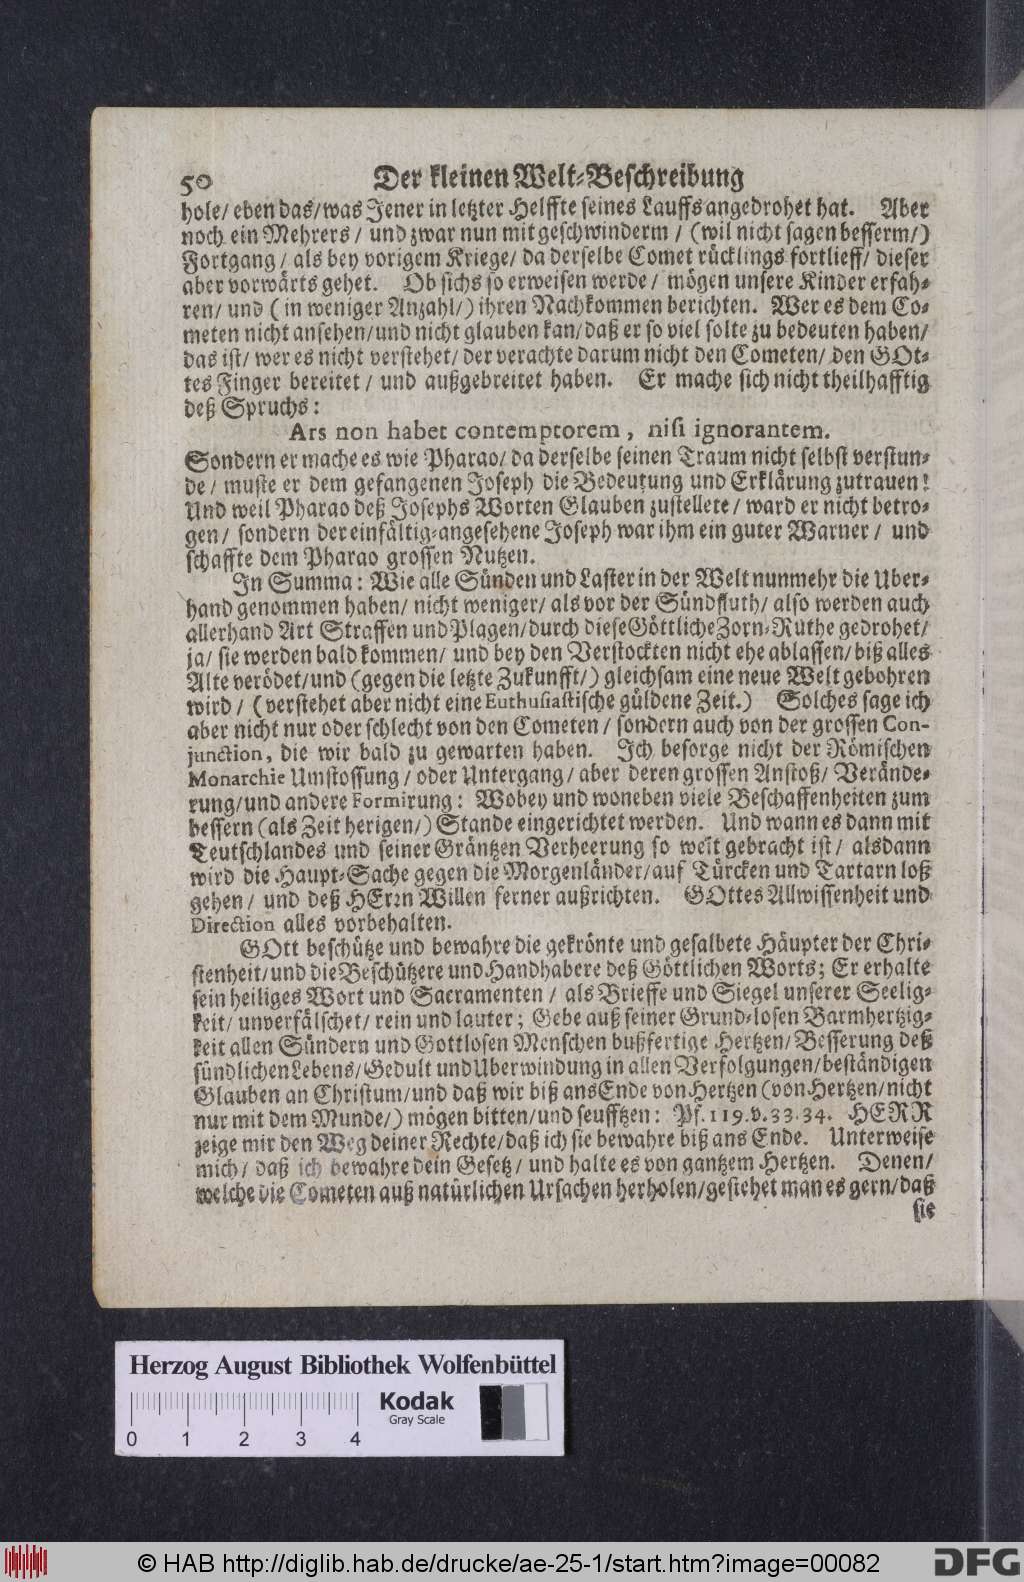 50 Der kleinen Welt-Beschreibung
hole/ eben das/ was Jener in letzter Helffte seines Lauffs angedrohet hat. Aber
noch ein Mehrers/ und zwar nun mit geschwinderm/ (wil nicht sagen besserm/)
Fortgang/ als bey vorigem Kriege/ da derselbe Comet rücklings fortlieff/ dieser
aber vorwärts gehet. Ob sichs so erweisen werde/ mögen unsere Kinder erfah-
ren/ und (in weniger Anzahl/) ihren Nachkommen berichten. Wer es dem Co-
meten nicht ansehen/ und nicht glauben kan/ daß er so viel solte zu bedeuten haben/
das ist/ wer es nicht verstehet/ der verachte darum nicht den Cometen/ den GOt-
tes Finger bereitet/ und außgebreitet haben. Er mache sich nicht theilhafftig
deß Spruchs:
Ars non habet contemptorem, nisi ignorantem.
Sondern er mache es wie Pharao/ da derselbe seinen Traum nicht selbst verstun-
de/ muste er dem gefangenen Joseph die Bedeutung und Erklärung zutrauen!
Und weil Pharao deß Josephs Worten Glauben zustellete/ ward er nicht betro-
gen/ sondern der einfältig-angesehene Joseph war ihm ein guter Warner/ und
schaffte dem Pharao grossen Nutzen.
In Summa: Wie alle Sünden und Laster in der Welt nunmehr die Uber-
hand genommen haben/ nicht weniger/ als vor der Sündfluth/ also werden auch
allerhand Art Straffen und Plagen/ durch diese Göttliche Zorn-Ruthe gedrohet/
ja/ sie werden bald kommen/ und bey den Verstockten nicht ehe ablassen/ biß alles
Alte verödet/ und (gegen die letzte Zukunfft/) gleichsam eine neue Welt gebohren
wird/ (verstehet aber nicht eine Euthusiastische güldene Zeit.) Solches sage ich
aber nicht nur oder schlecht von den Cometen/ sondern auch von der grossen Con-
junction, die wir bald zu gewarten haben. Ich besorge nicht der Römischen
Monarchie Umstossung/ oder Untergang/ aber deren grossen Anstoß/ Verände-
rung/ und andere Formirung: Wobey und woneben viele Beschaffenheiten zum
bessern (als Zeit herigen/) Stande eingerichtet werden. Und wann es dann mit
Teutschlandes und seiner Gräntzen Verheerung so weit gebracht ist/ alsdann
wird die Haupt-Sache gegen die Morgenländer/ auf Türcken und Tartarn loß
gehen/ und deß HErrn Willen ferner außrichten. GOttes Allwissenheit und
Direction alles vorbehalten.
GOtt beschütze und bewahre die gekrönte und gesalbete Häupter der Chri-
stenheit/ und die Beschützere und Handhabere deß Göttlichen Worts; Er erhalte
sein heiliges Wort und Sacramenten/ als Brieffe und Siegel unserer Seelig-
keit/ unverfälschet/ rein und lauter; Gebe auß seiner Grund-losen Barmhertzig-
keit allen Sündern und Gottlosen Menschen bußfertige Hertzen/ Besserung deß
sündlichen Lebens/ Gedult und Uberwindung in allen Verfolgungen/ beständigen
Glauben an Christum/ und daß wir biß ans Ende von Hertzen (von Hertzen/ nicht
nur mit dem Munde/) mögen bitten/ und seufftzen: Ps. 119. v. 33. 34. HERR
zeige mir den Weg deiner Rechte/ daß ich sie bewahre biß ans Ende. Unterweise
mich/ daß ich bewahre dein Gesetz/ und halte es von gantzem Hertzen. Denen/
welche die Cometen auß natürlichen Ursachen herholen/ gestehet man es gern/ daß
sie
Herzog August Bibliothek Wolfenbüttel
Kodak
Gray Scale
0 1 2 3 4
© HAB http://diglib.hab.de/drucke/ae-25-1/start.htm?image=00082
DFG